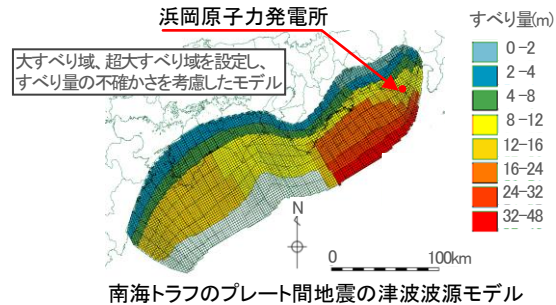 浜岡原子力発電所
すべり量(m)
大すべり域、超大すべり域を設定し、
すべり量の不確かさを考慮したモデル
0-2
2-4
4-8
8-12
12-16
16-24
24-32
32-48
N
0 100km
南海トラフのプレート間地震の津波波源モデル